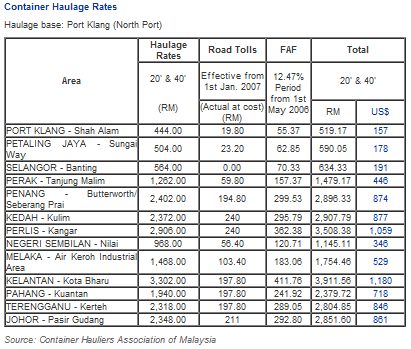 Container Haulage Rates
Haulage base: Port Klang (North Port)
Area Haulage Rates Road Tolls FAF Total
20' & 40' (RM) Effective from 1st Jan. 2007 (Actual at cost) (RM) 12.47% Period from 1st May 2006 20' & 40'
RM US$
PORT KLANG - Shah Alam 444.00 19.80 55.37 519.17 157
PETALING JAYA - Sungai Way 504.00 23.20 62.85 590.05 178
SELANGOR - Banting 564.00 0.00 70.33 634.33 191
PERAK - Tanjung Malim 1,262.00 59.80 157.37 1,479.17 446
PENANG - Butterworth/ Seberang Prai 2,402.00 194.80 299.53 2,896.33 874
KEDAH - Kulim 2,372.00 240 295.79 2,907.79 877
PERLIS - Kangar 2,906.00 240 362.38 3,508.38 1,059
NEGERI SEMBILAN - Nilai 968.00 56.40 120.71 1,145.11 346
MELAKA - Air Keroh Industrial Area 1,468.00 103.40 183.06 1,754.46 529
KELANTAN - Kota Bharu 3,302.00 197.80 411.76 3,911.56 1,180
PAHANG - Kuantan 1,940.00 197.80 241.92 2,379.72 718
TERENGGANU - Kerteh 2,318.00 197.80 289.05 2,804.85 846
JOHOR - Pasir Gudang 2,348.00 211 292.80 2,851.60 861
Source: Container Hauliers Association of Malaysia